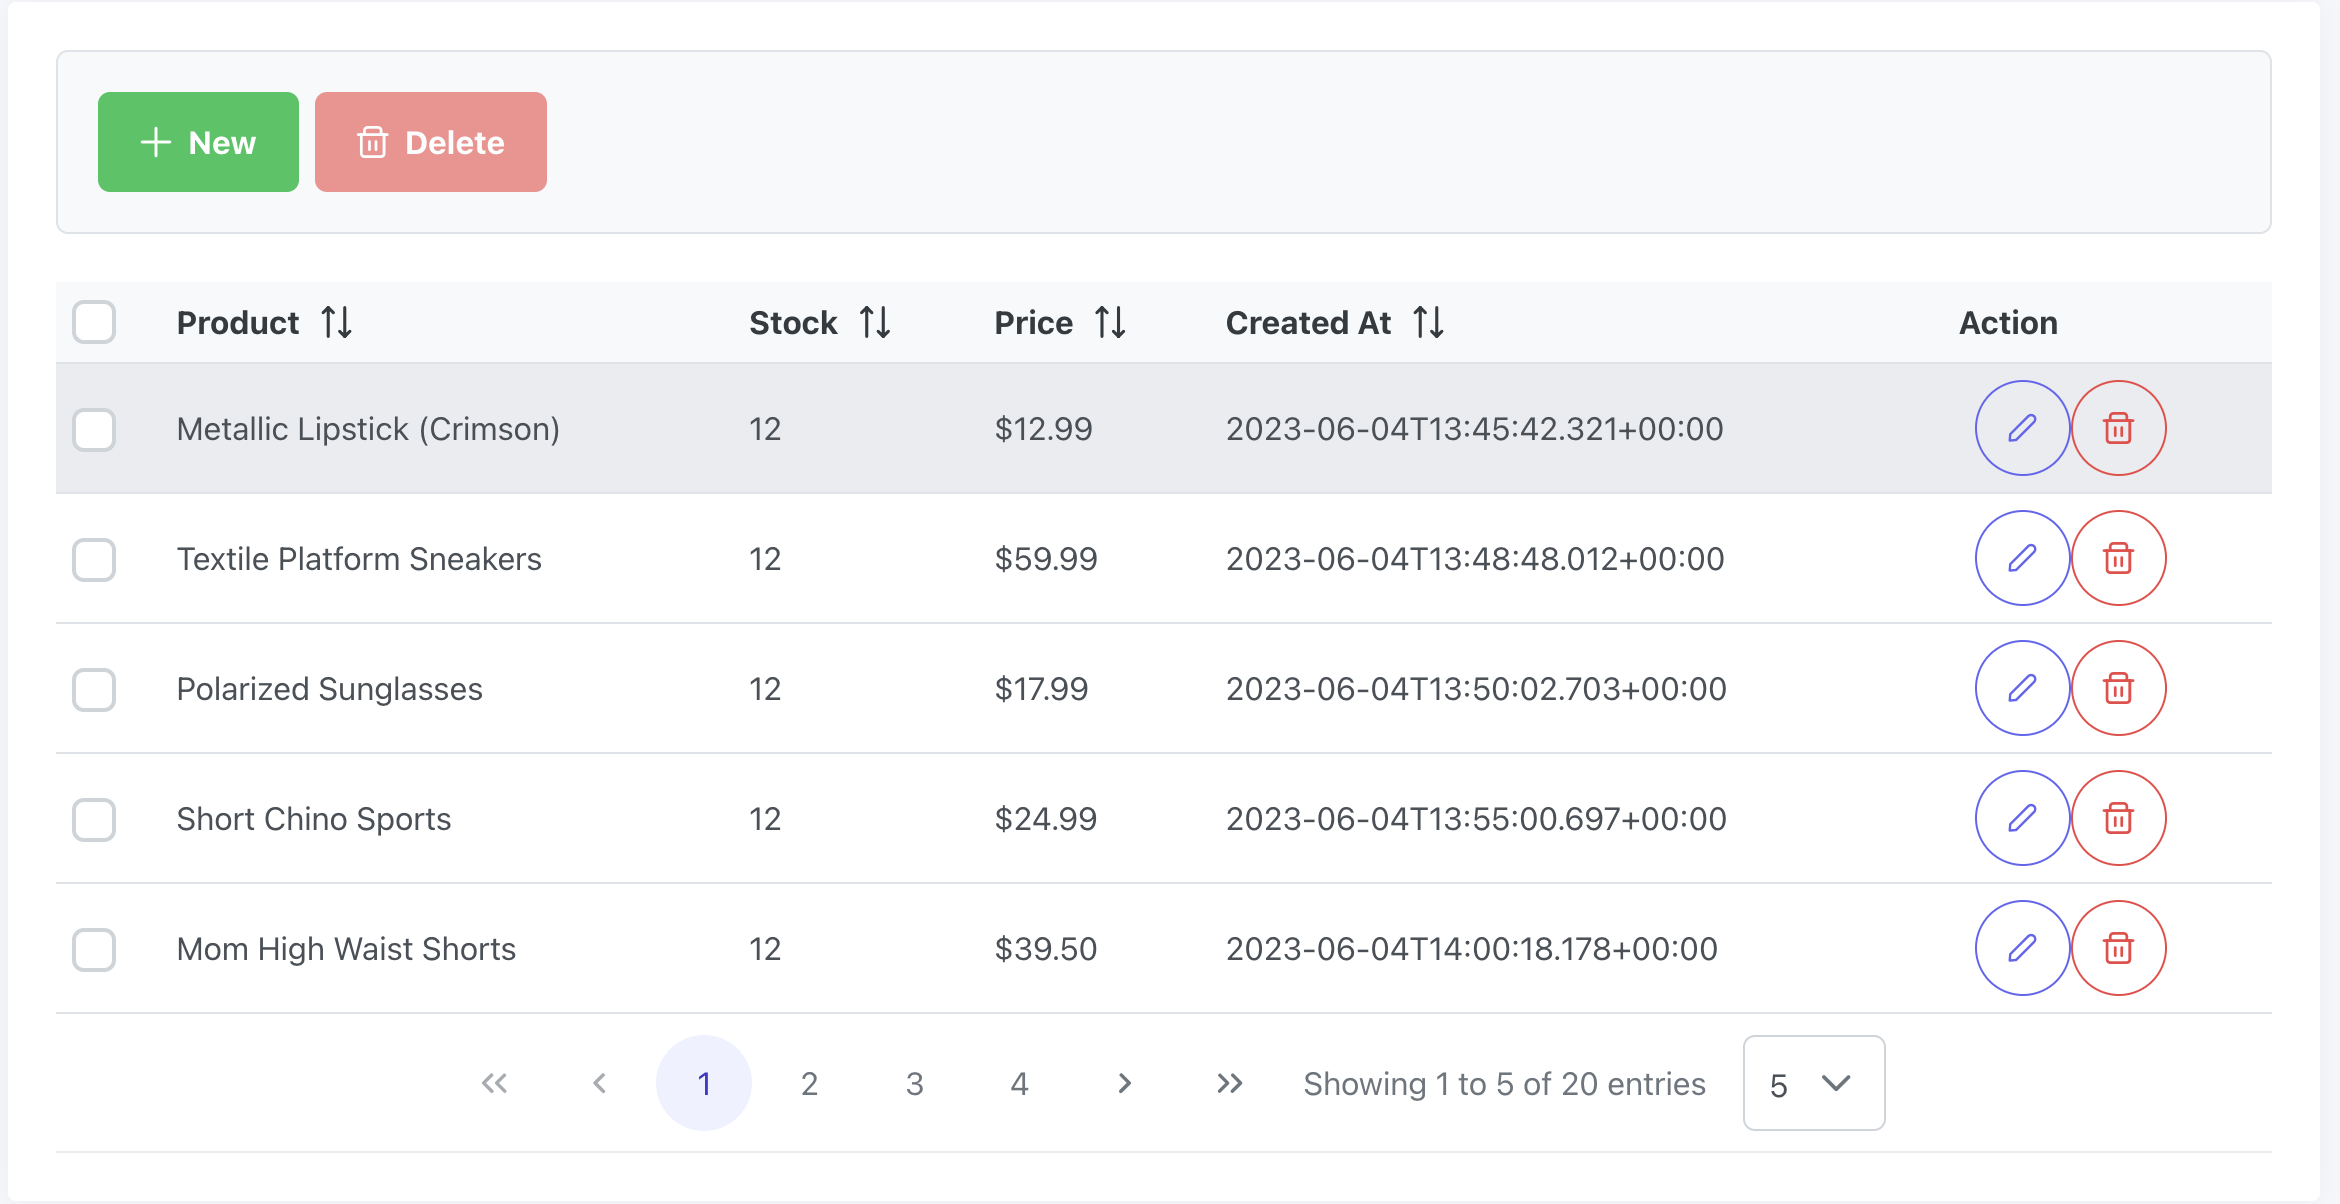 New Delete
Product Stock Price Created At Action
Metallic Lipstick (Crimson) 12 $12.99 2023-06-04T13:45:42.321+00:00
Textile Platform Sneakers 12 $59.99 2023-06-04T13:48:48.012+00:00
Polarized Sunglasses 12 $17.99 2023-06-04T13:50:02.703+00:00
Short Chino Sports 12 $24.99 2023-06-04T13:55:00.697+00:00
Mom High Waist Shorts 12 $39.50 2023-06-04T14:00:18.178+00:00
1 2 3 4 Showing 1 to 5 of 20 entries 5